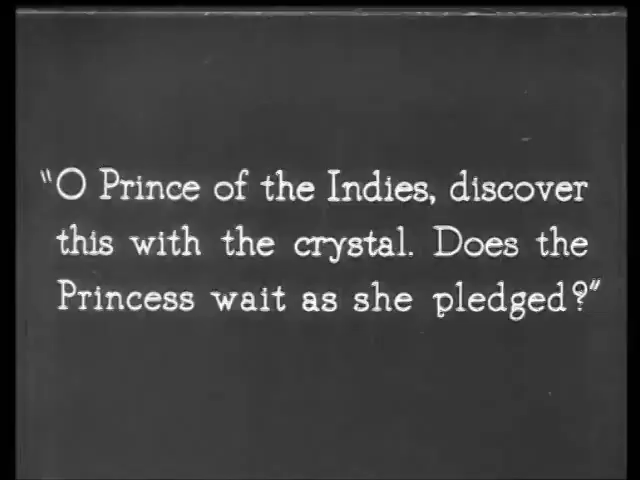 "O Prince of the Indies, discover
this with the crystal. Does the
Princess wait as she pledged?"